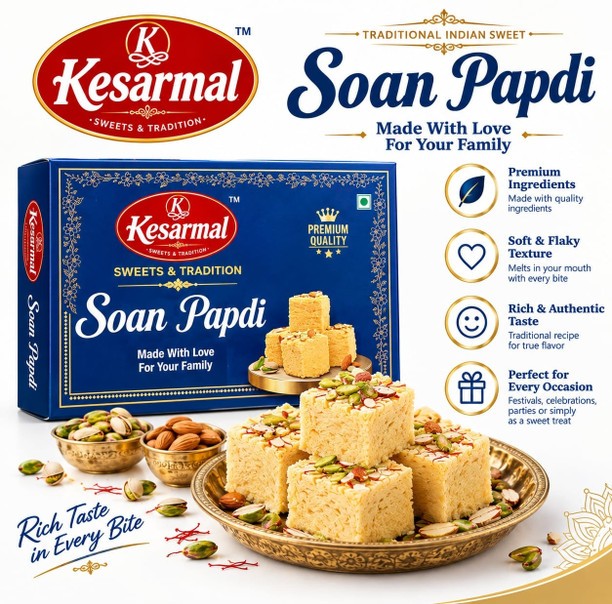 K
Kesarmal
TM
• SWEETS & TRADITION •
TRADITIONAL INDIAN SWEET
Soan Papdi
Made With Love
For Your Family
Premium
Ingredients
Made with quality
ingredients
Soft & Flaky
Texture
Melts in your mouth
with every bite
Rich & Authentic
Taste
Traditional recipe
for true flavor
Perfect for
Every Occasion
Festivals, celebrations,
parties or simply
as a sweet treat
K
Kesarmal
TM
• SWEETS & TRADITION •
SWEETS & TRADITION
PREMIUM
QUALITY
Soan Papdi
Made With Love
For Your Family
Kesarmal
Soan Papdi
Rich Taste
in Every Bite